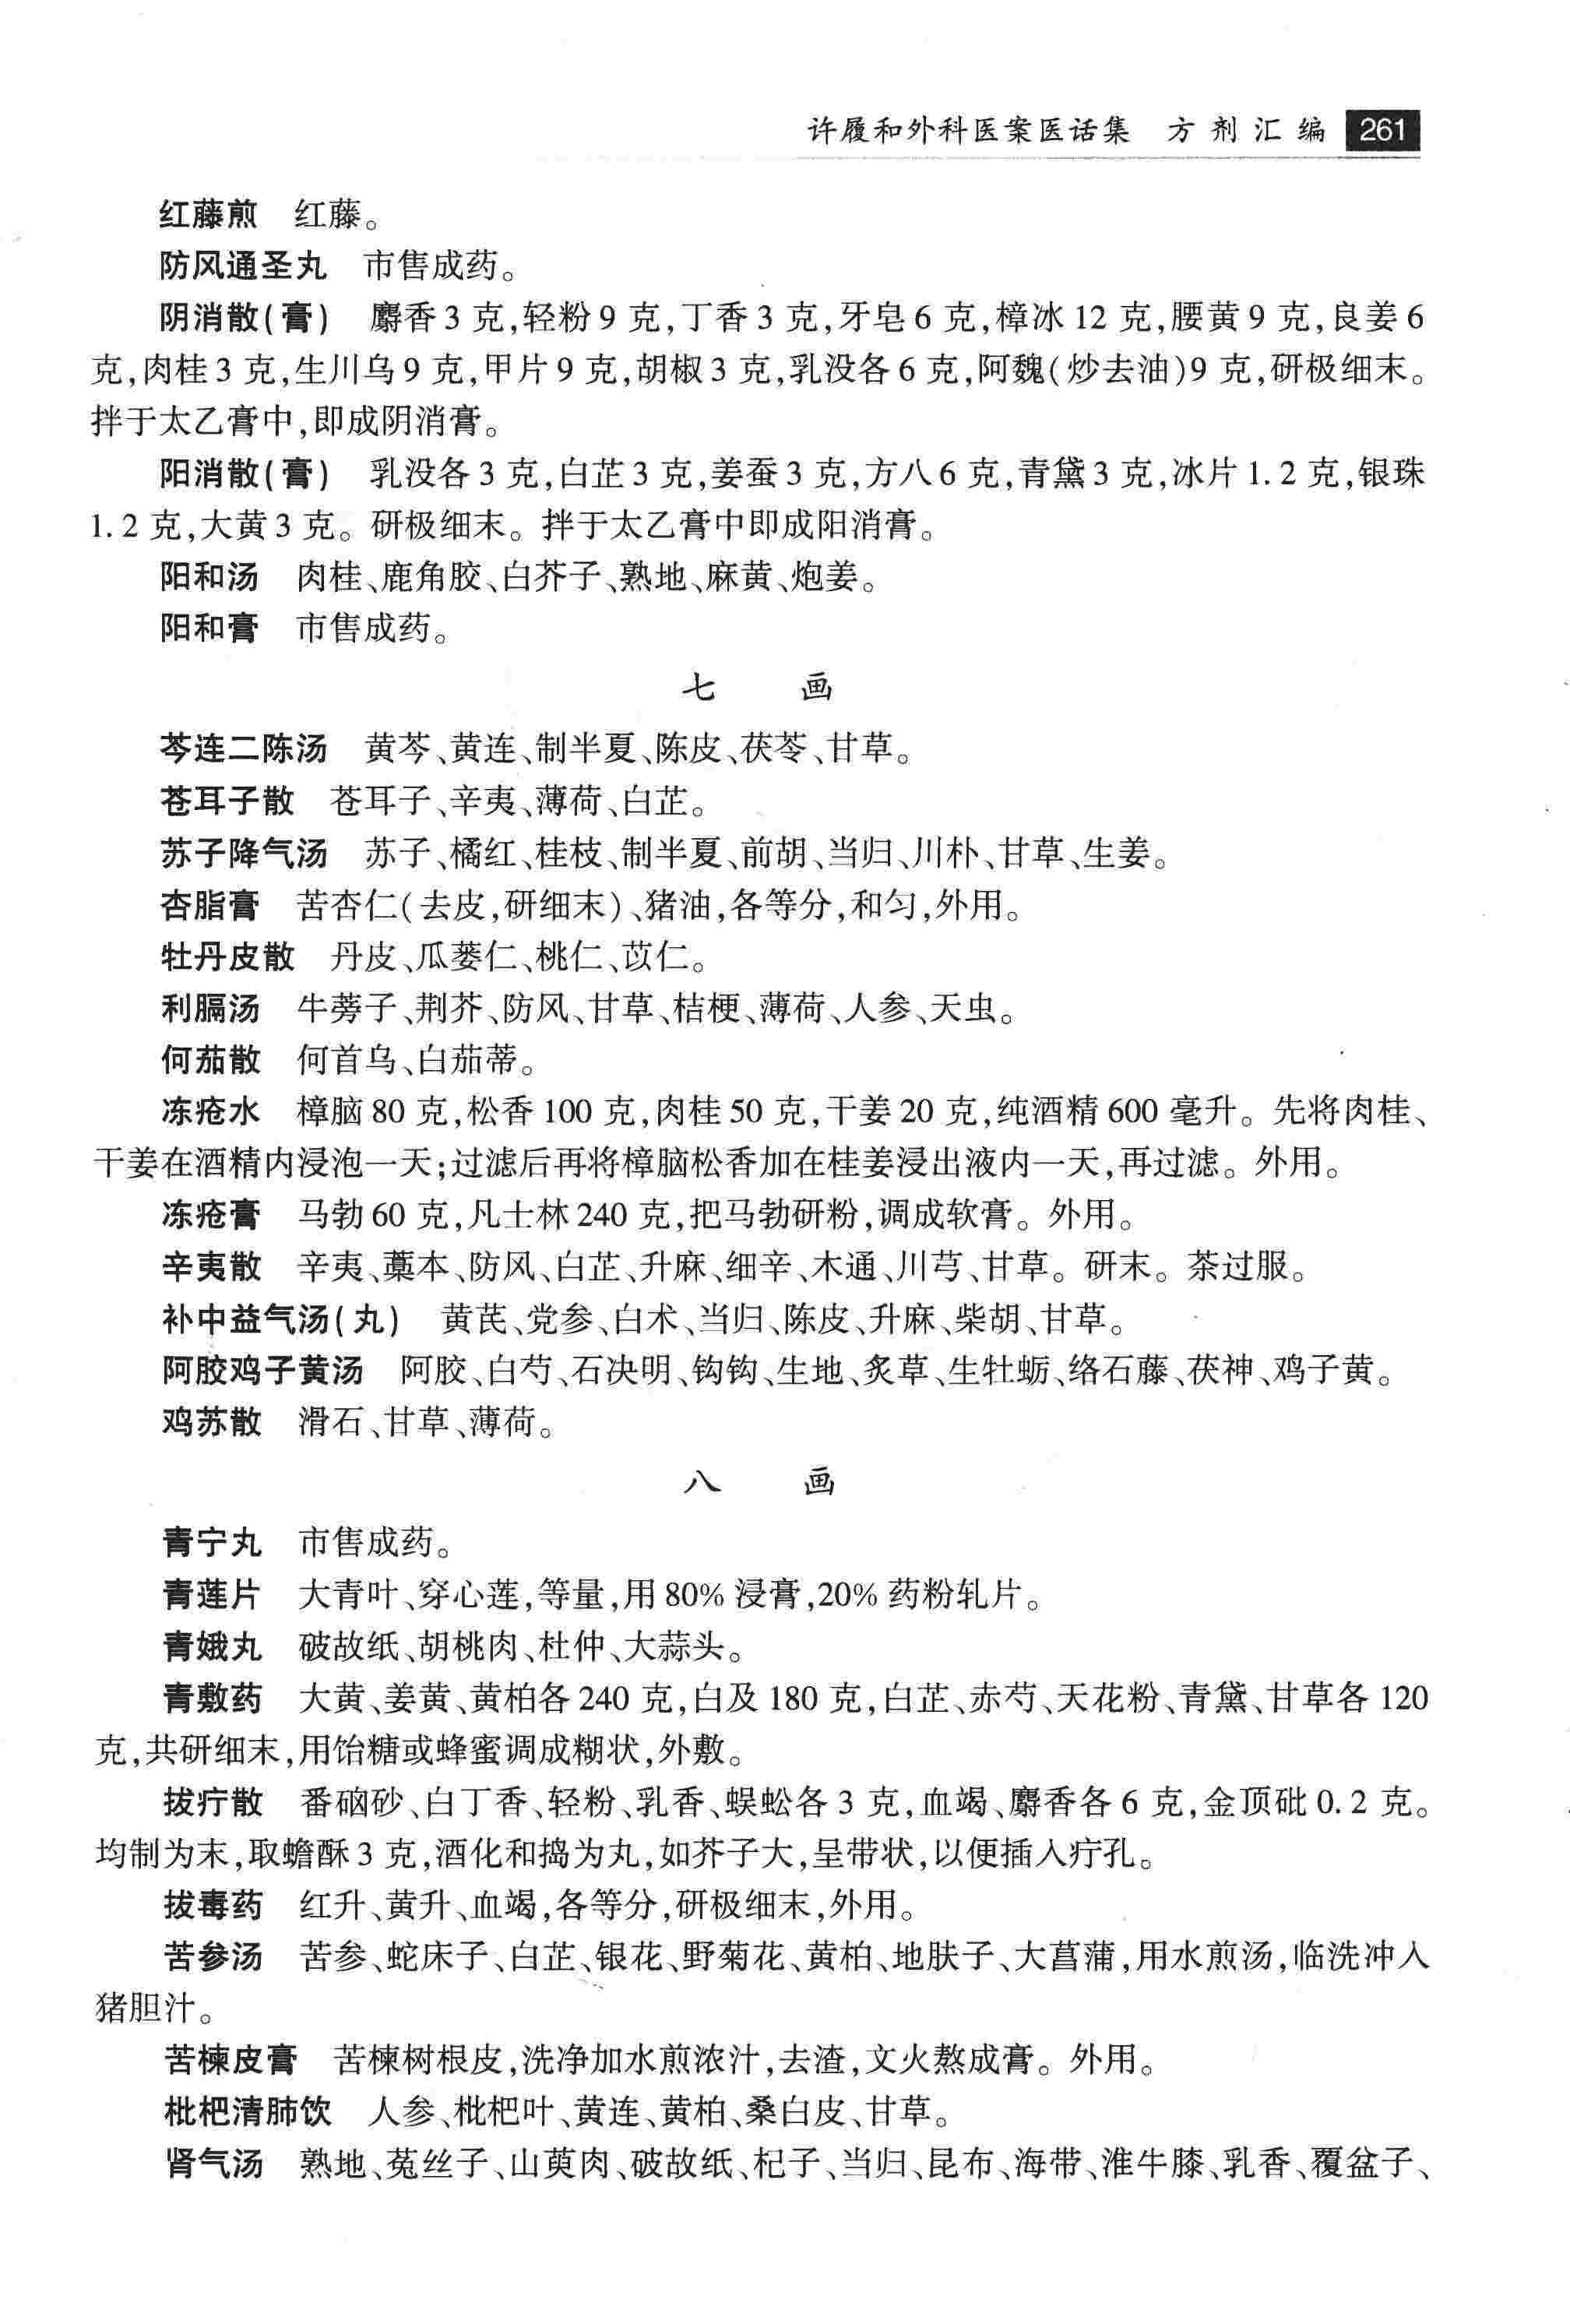 许履和外科医案医话集 方剂汇编 261
红藤煎 红藤。
防风通圣丸 市售成药。
阴消散(膏) 麝香3克,轻粉9克,丁香3克,牙皂6克,樟冰12克,腰黄9克,良姜6
克,肉桂3克,生川乌9克,甲片9克,胡椒3克,乳没各6克,阿魏(炒去油)9克,研极细末。
拌于太乙膏中,即成阴消膏。
阳消散(膏) 乳没各3克,白芷3克,姜蚕3克,方八6克,青黛3克,冰片1.2克,银珠
1.2克,大黄3克。研极细末。拌于太乙膏中即成阳消膏。
阳和汤 肉桂、鹿角胶、白芥子、熟地、麻黄、炮姜。
阳和膏 市售成药。
七 画
芩连二陈汤 黄芩、黄连、制半夏、陈皮、茯苓、甘草。
苍耳子散 苍耳子、辛夷、薄荷、白芷。
苏子降气汤 苏子、橘红、桂枝、制半夏、前胡、当归、川朴、甘草、生姜。
杏脂膏 苦杏仁(去皮,研细末)、猪油,各等分,和匀,外用。
牡丹皮散 丹皮、瓜蒌仁、桃仁、苡仁。
利膈汤 牛蒡子、荆芥、防风、甘草、桔梗、薄荷、人参、天虫。
何茄散 何首乌、白茄蒂。
冻疮水 樟脑80克,松香100克,肉桂50克,干姜20克,纯酒精600毫升。先将肉桂、
干姜在酒精内浸泡一天;过滤后再将樟脑松香加在桂姜浸出液内一天,再过滤。外用。
冻疮膏 马勃60克,凡士林240克,把马勃研粉,调成软膏。外用。
辛夷散 辛夷、藁本、防风、白芷、升麻、细辛、木通、川芎、甘草。研末。茶过服。
补中益气汤(丸) 黄芪、党参、白术、当归、陈皮、升麻、柴胡、甘草。
阿胶鸡子黄汤 阿胶、白芍、石决明、钩钩、生地、炙草、生牡蛎、络石藤、茯神、鸡子黄。
鸡苏散 滑石、甘草、薄荷。
八 画
青宁丸 市售成药。
青莲片 大青叶、穿心莲,等量,用80%浸膏,20%药粉轧片。
青娥丸 破故纸、胡桃肉、杜仲、大蒜头。
青敷药 大黄、姜黄、黄柏各240克,白及180克,白芷、赤芍、天花粉、青黛、甘草各120
克,共研细末,用饴糖或蜂蜜调成糊状,外敷。
拔疔散 番硇砂、白丁香、轻粉、乳香、蜈蚣各3克,血竭、麝香各6克,金顶砒0.2克。
均制为末,取蟾酥3克,酒化和捣为丸,如芥子大,呈带状,以便插入疔孔。
拔毒药 红升、黄升、血竭,各等分,研极细末,外用。
苦参汤 苦参、蛇床子、白芷、银花、野菊花、黄柏、地肤子、大菖蒲,用水煎汤,临洗冲入
猪胆汁。
苦楝皮膏 苦楝树根皮,洗净加水煎浓汁,去渣,文火熬成膏。外用。
枇杷清肺饮 人参、枇杷叶、黄连、黄柏、桑白皮、甘草。
肾气汤 熟地、菟丝子、山萸肉、破故纸、杞子、当归、昆布、海带、淮牛膝、乳香、覆盆子、